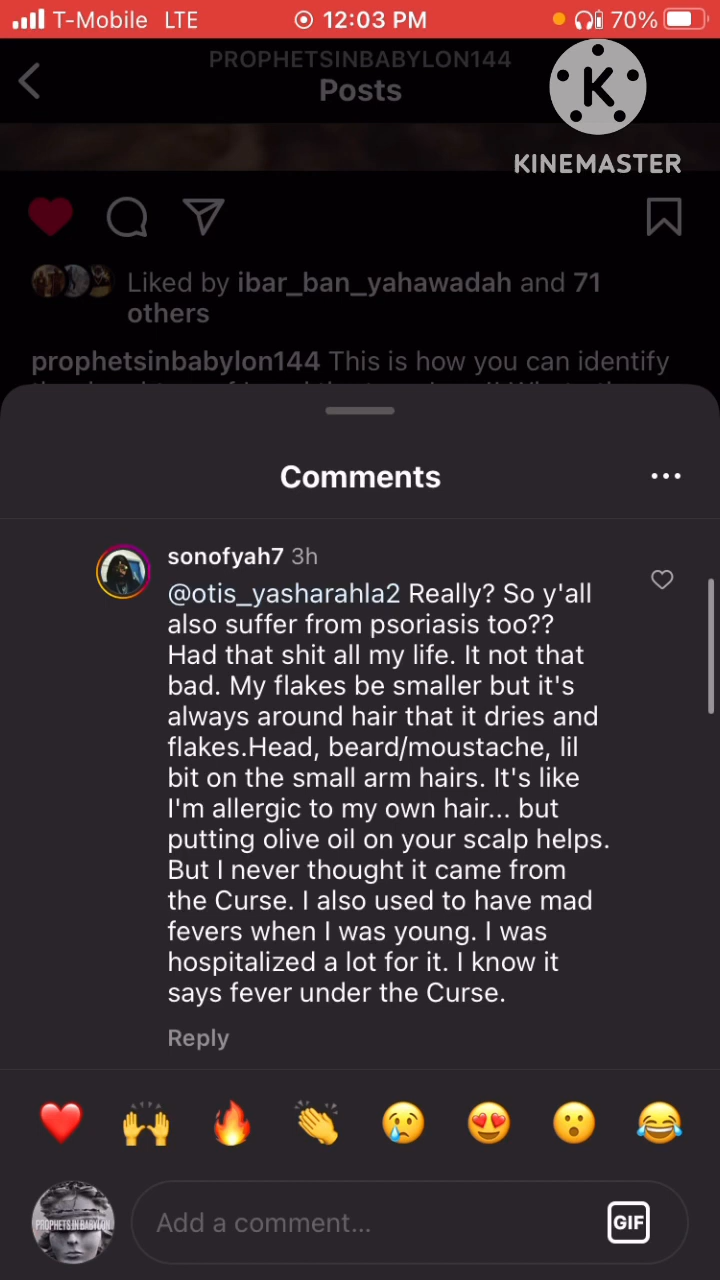 T-Mobile LTE 12:03 PM 70%
PROPHETSINBABYLON144
Posts
K
KINEMASTER
Liked by ibar_ban_yahawadah and 71
others
prophetsinbabylon144 This is how you can identify
Comments
sonofyah7 3h
@otis_yasharahla2 Really? So y'all
also suffer from psoriasis too??
Had that shit all my life. It not that
bad. My flakes be smaller but it's
always around hair that it dries and
flakes.Head, beard/moustache, lil
bit on the small arm hairs. It's like
I'm allergic to my own hair... but
putting olive oil on your scalp helps.
But I never thought it came from
the Curse. I also used to have mad
fevers when I was young. I was
hospitalized a lot for it. I know it
says fever under the Curse.
Reply
PROPHETS IN BABYLON
Add a comment...
GIF